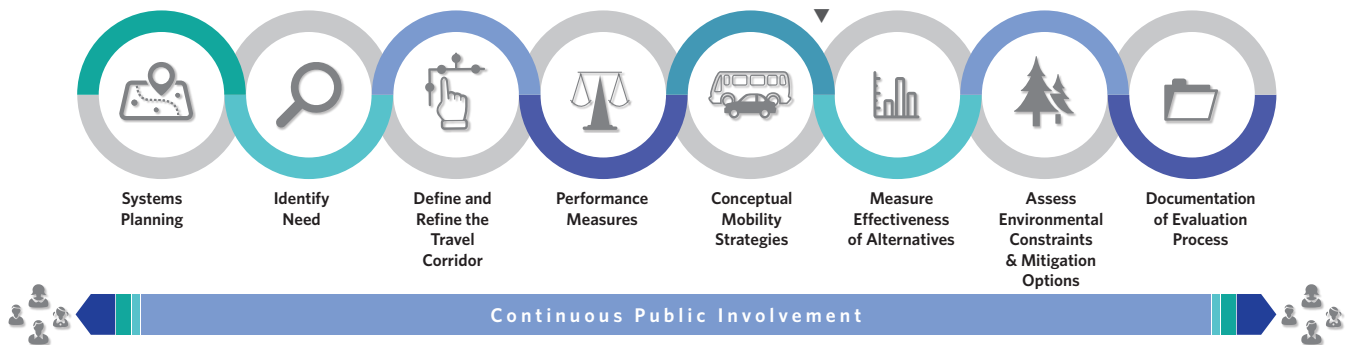 Systems
Planning
Identify
Need
Define and
Refine the
Travel
Corridor
Performance
Measures
Conceptual
Mobility
Strategies
Measure
Effectiveness
of Alternatives
Assess
Environmental
Constraints
& Mitigation
Options
Documentation
of Evaluation
Process
Continuous Public Involvement